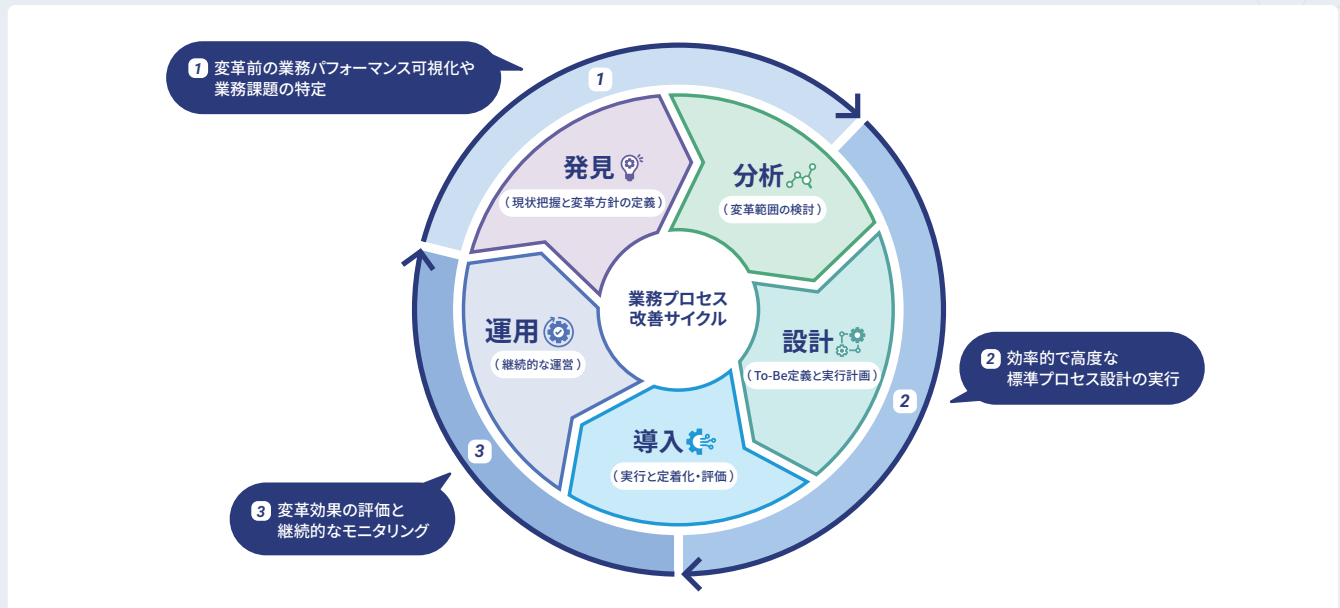 1 変革前の業務パフォーマンス可視化や
業務課題の特定
1
発見
(現状把握と変革方針の定義)
分析
(変革範囲の検討)
業務プロセス
改善サイクル
運用
(継続的な運営)
設計
(To-Be定義と実行計画)
2 効率的で高度な
標準プロセス設計の実行
2
導入
(実行と定着化・評価)
3
3 変革効果の評価と
継続的なモニタリング